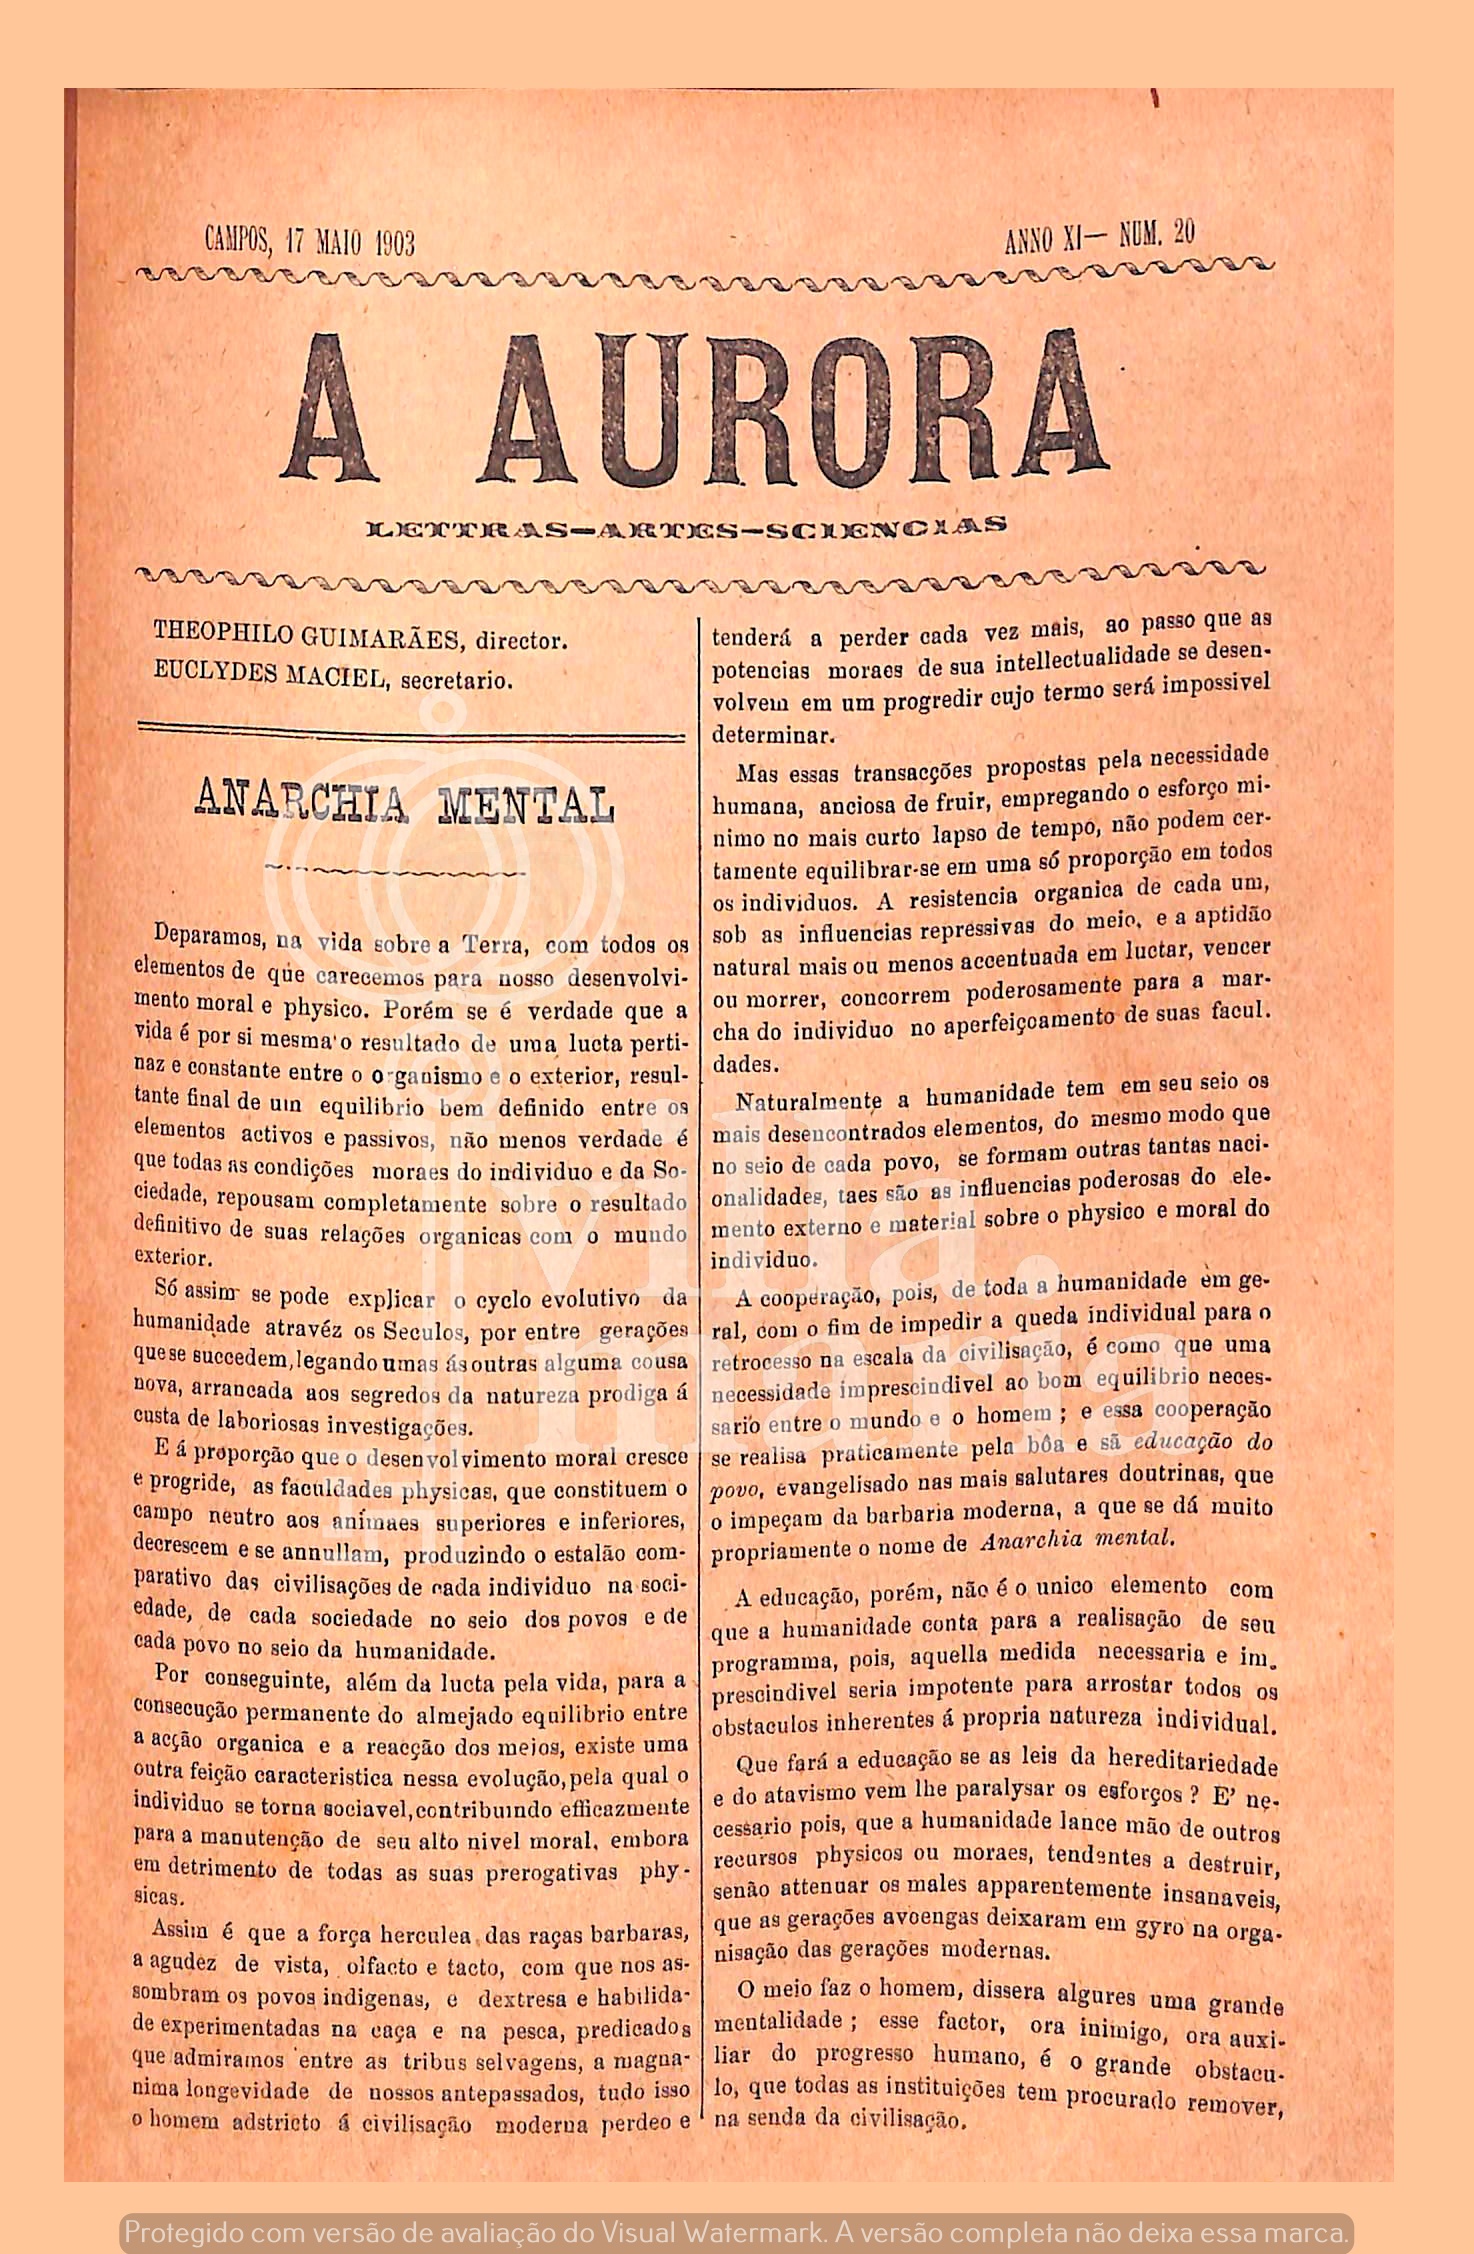 CAMPOS, 17 MAIO 1903
ANNO XI— NUM. 20
A AURORA
LETTRAS—ARTES—SCIENCIAS
THEOPHILO GUIMARÃES, director.
EUCLYDES MACIEL, secretario.
ANARCHIA MENTAL
Deparamos, na vida sobre a Terra, com todos os
elementos de que carecemos para nosso desenvolvi-
mento moral e physico. Porém se é verdade que a
vida é por si mesma o resultado de uma lucta perti-
naz e constante entre o organismo e o exterior, resul-
tante final de um equilibrio bem definido entre os
elementos activos e passivos, não menos verdade é
que todas as condições moraes do individuo e da So-
ciedade, repousam completamente sobre o resultado
definitivo de suas relações organicas com o mundo
exterior.
Só assim se pode explicar o cyclo evolutivo da
humanidade atravéz os Seculos, por entre gerações
que se succedem, legando umas ás outras alguma cousa
nova, arrancada aos segredos da natureza prodiga á
custa de laboriosas investigações.
E á proporção que o desenvolvimento moral cresce
e progride, as faculdades physicas, que constituem o
campo neutro aos animaes superiores e inferiores,
decrescem e se annullam, produzindo o estalão com-
parativo das civilisações de cada individuo na soci-
edade, de cada sociedade no seio dos povos e de
cada povo no seio da humanidade.
Por conseguinte, além da lucta pela vida, para a
consecução permanente do almejado equilibrio entre
a acção organica e a reacção dos meios, existe uma
outra feição caracteristica nessa evolução, pela qual o
individuo se torna sociavel, contribuindo efficazmente
para a manutenção de seu alto nivel moral, embora
em detrimento de todas as suas prerogativas phy-
sicas.
Assim é que a força herculea das raças barbaras,
a agudez de vista, olfacto e tacto, com que nos as-
sombram os povos indigenas, e dextresa e habilida-
de experimentadas na caça e na pesca, predicados
que admiramos entre as tribus selvagens, a magna-
nima longevidade de nossos antepassados, tudo isso
o homem adstricto á civilisação moderna perdeo e
tenderá a perder cada vez mais, ao passo que as
potencias moraes de sua intellectualidade se desen-
volvem em um progredir cujo termo será impossivel
determinar.
Mas essas transacções propostas pela necessidade
humana, anciosa de fruir, empregando o esforço mi-
nimo no mais curto lapso de tempo, não podem cer-
tamente equilibrar-se em uma só proporção em todos
os individuos. A resistencia organica de cada um,
sob as influencias repressivas do meio, e a aptidão
natural mais ou menos accentuada em luctar, vencer
ou morrer, concorrem poderosamente para a mar-
cha do individuo no aperfeiçoamento de suas facul.
dades.
Naturalmente a humanidade tem em seu seio os
mais desencontrados elementos, do mesmo modo que
no seio de cada povo, se formam outras tantas naci-
onalidades, taes são as influencias poderosas do ele-
mento externo e material sobre o physico e moral do
individuo.
A cooperação, pois, de toda a humanidade em ge-
ral, com o fim de impedir a queda individual para o
retrocesso na escala da civilisação, é como que uma
necessidade imprescindivel ao bom equilibrio neces-
sario entre o mundo e o homem ; e essa cooperação
se realisa praticamente pela bôa e sã educação do
povo, evangelisado nas mais salutares doutrinas, que
o impeçam da barbaria moderna, a que se dá muito
propriamente o nome de Anarchia mental.
A educação, porém, não é o unico elemento com
que a humanidade conta para a realisação de seu
programma, pois, aquella medida necessaria e im.
prescindivel seria impotente para arrostar todos os
obstaculos inherentes á propria natureza individual.
Que fará a educação se as leis da hereditariedade
e do atavismo vem lhe paralysar os esforços ? E' ne-
cessario pois, que a humanidade lance mão de outros
recursos physicos ou moraes, tendentes a destruir,
senão attenuar os males apparentemente insanaveis,
que as gerações avoengas deixaram em gyro na orga-
nisação das gerações modernas.
O meio faz o homem, dissera algures uma grande
mentalidade ; esse factor, ora inimigo, ora auxi-
liar do progresso humano, é o grande obstacu-
lo, que todas as instituições tem procurado remover,
na senda da civilisação.
villa.
maria
Protegido com versão de avaliação do Visual Watermark. A versão completa não deixa essa marca.